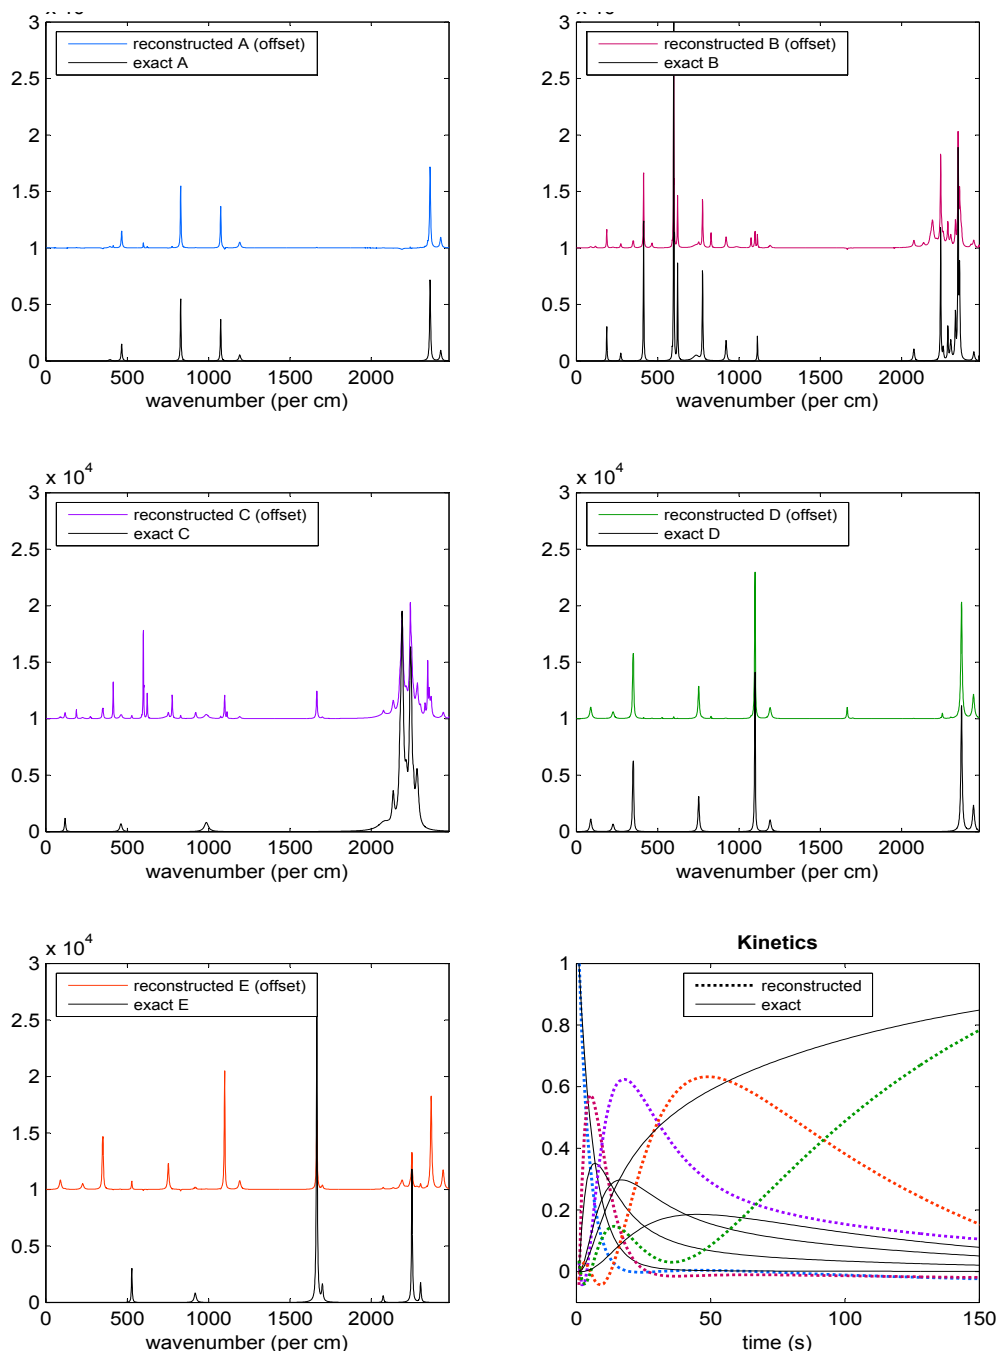 3
3
reconstructed A (offset)
exact A
reconstructed B (offset)
exact B
2.5
2.5
2
2
1.5
1.5
1
1
0.5
0.5
0
0
0 500 1000 1500 2000
0 500 1000 1500 2000
wavenumber (per cm)
wavenumber (per cm)
x 10^4
x 10^4
3
3
reconstructed C (offset)
exact C
reconstructed D (offset)
exact D
2.5
2.5
2
2
1.5
1.5
1
1
0.5
0.5
0
0
0 500 1000 1500 2000
0 500 1000 1500 2000
wavenumber (per cm)
wavenumber (per cm)
x 10^4
Kinetics
3
1
reconstructed E (offset)
exact E
reconstructed
exact
2.5
0.8
2
0.6
1.5
0.4
1
0.2
0.5
0
0
0 500 1000 1500 2000
0 50 100 150
wavenumber (per cm)
time (s)